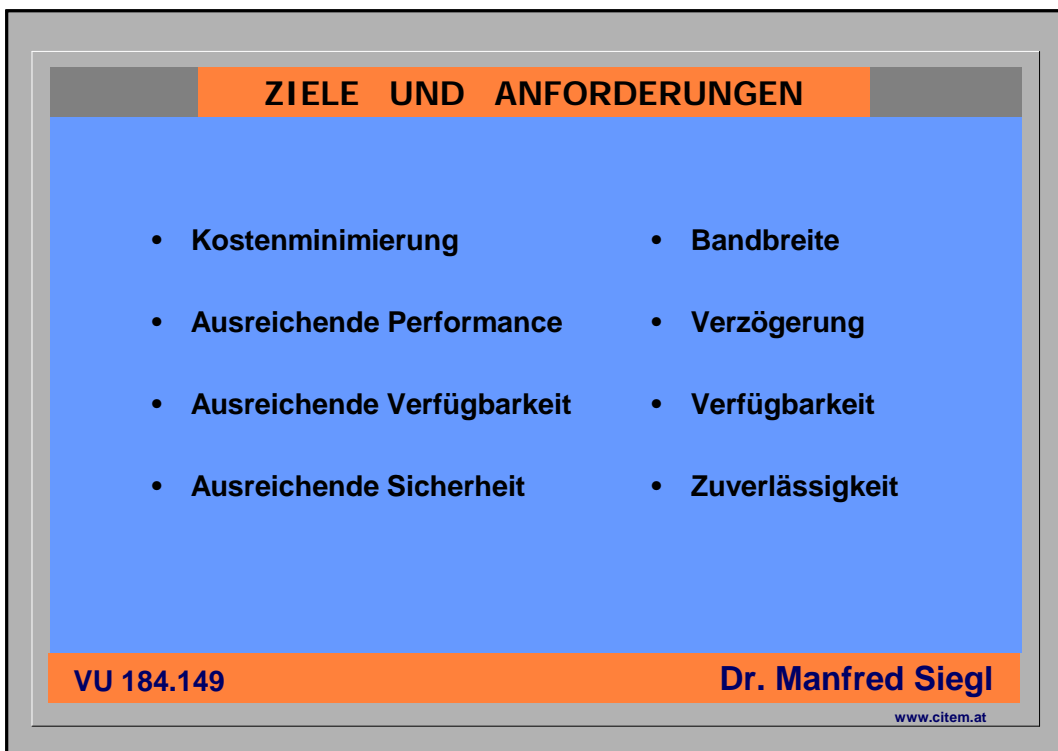 ZIELE UND ANFORDERUNGEN
• Kostenminimierung
• Ausreichende Performance
• Ausreichende Verfügbarkeit
• Ausreichende Sicherheit
• Bandbreite
• Verzögerung
• Verfügbarkeit
• Zuverlässigkeit
VU 184.149
Dr. Manfred Siegl
www.citem.at